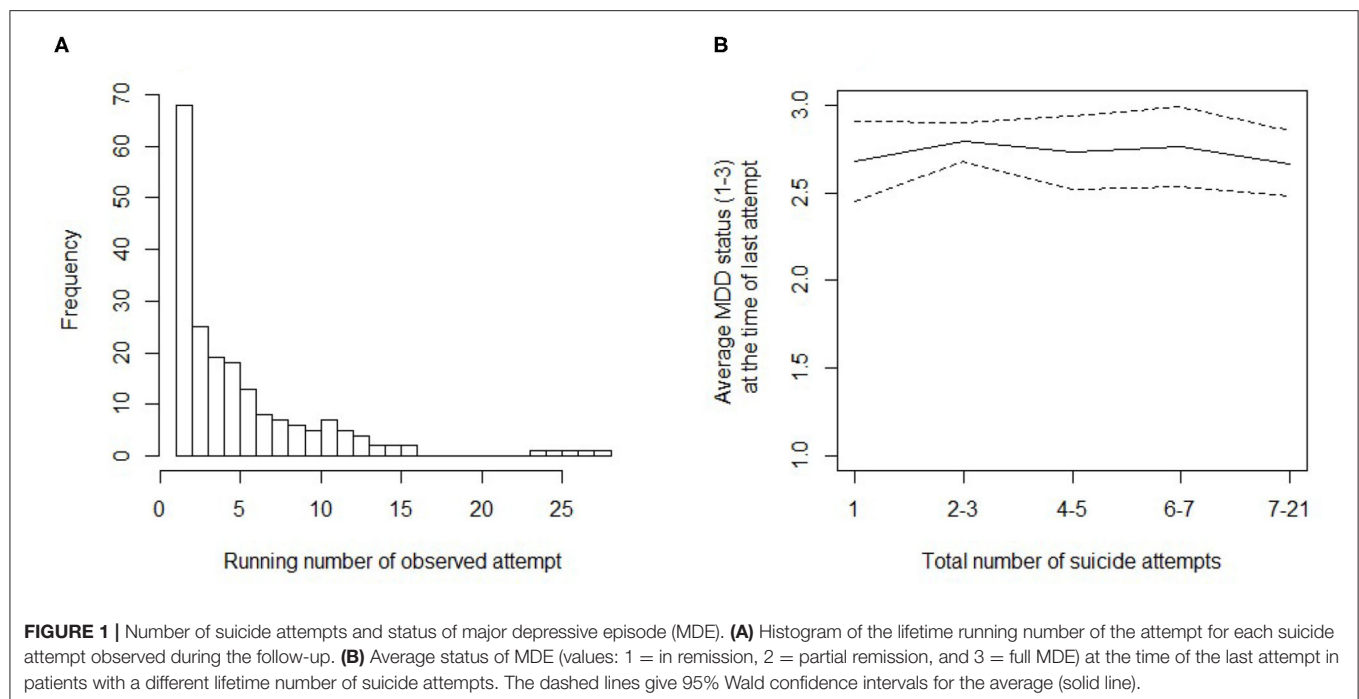 A
B
70
60
50
40
30
20
10
0
Frequency
0 5 10 15 20 25
Running number of observed attempt
3.0
2.5
2.0
1.5
1.0
Average MDD status (1-3)
at the time of last attempt
1 2-3 4-5 6-7 7-21
Total number of suicide attempts
FIGURE 1 | Number of suicide attempts and status of major depressive episode (MDE). (A) Histogram of the lifetime running number of the attempt for each suicide
attempt observed during the follow-up. (B) Average status of MDE (values: 1 = in remission, 2 = partial remission, and 3 = full MDE) at the time of the last attempt in
patients with a different lifetime number of suicide attempts. The dashed lines give 95% Wald confidence intervals for the average (solid line).